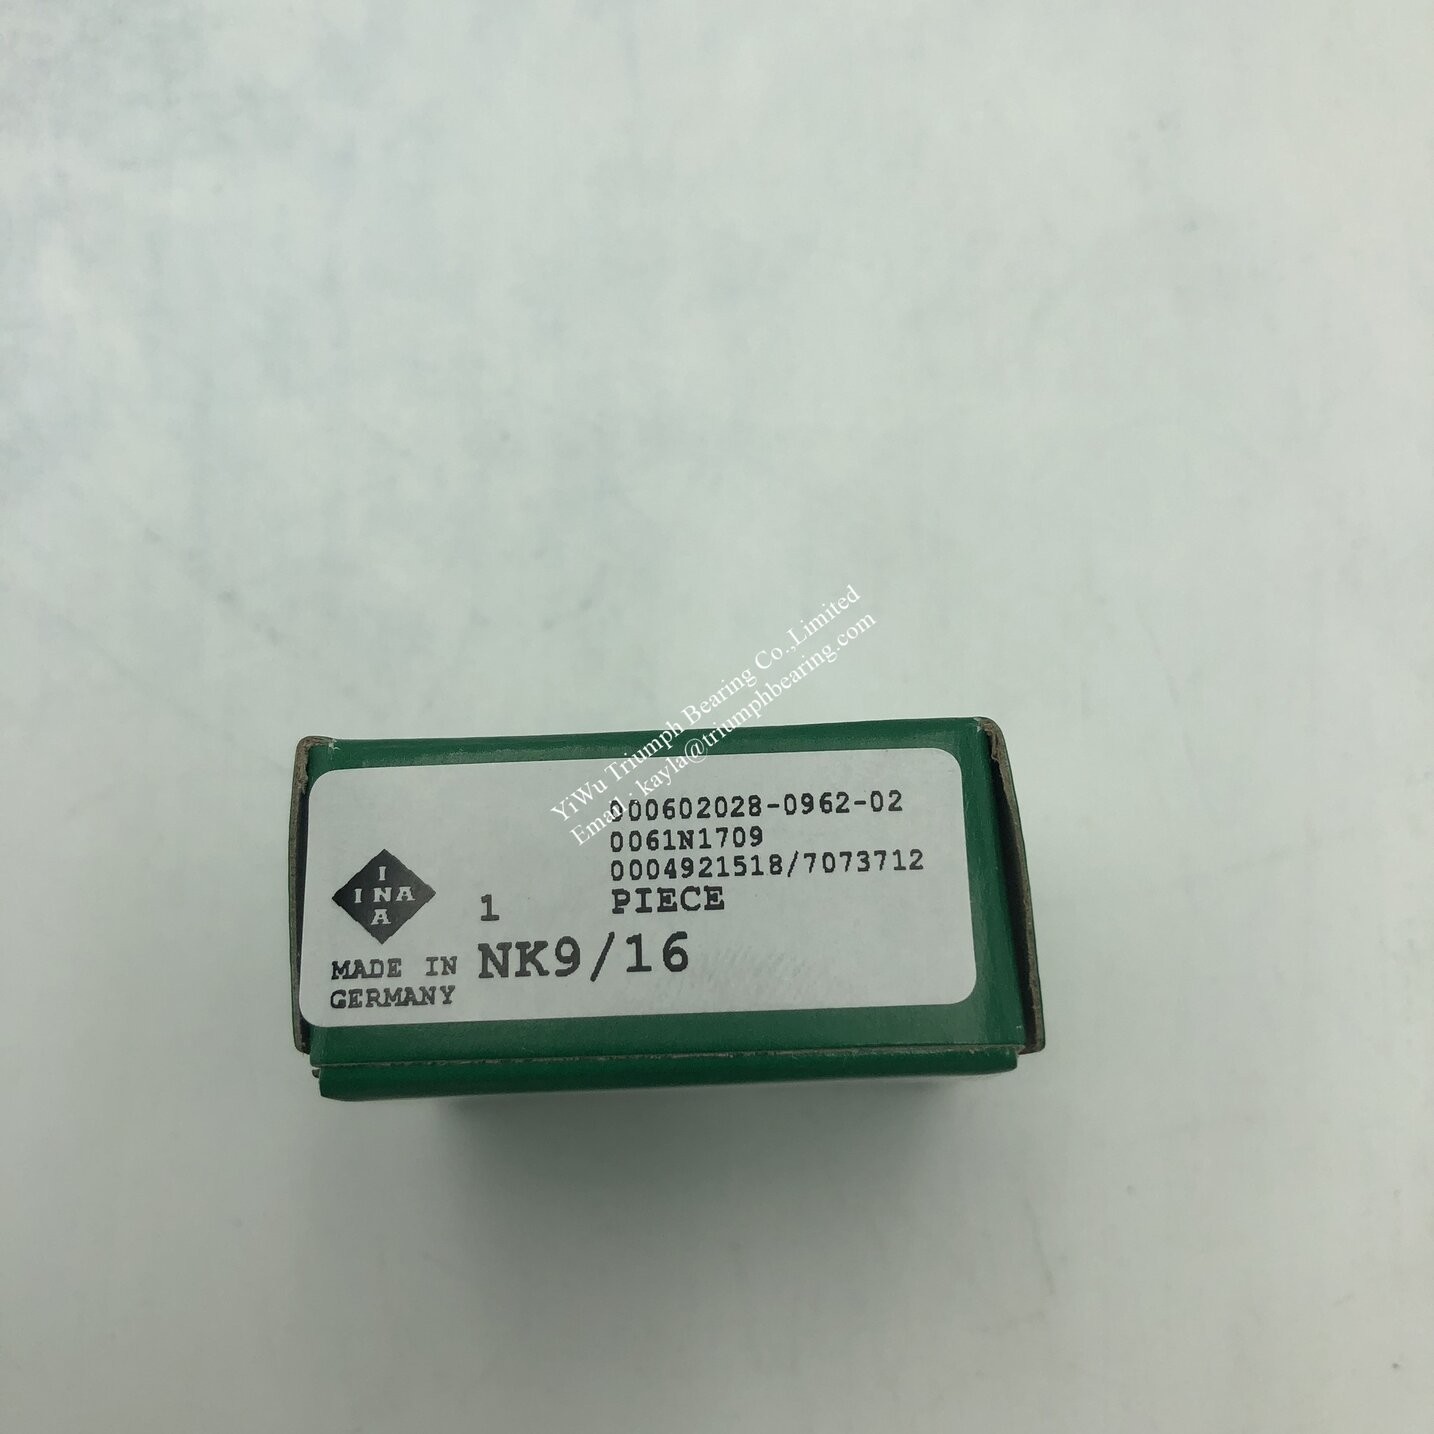 YiWu Triumph Bearing Co.,Limited
Email : kayla@triumphbearing.com
000602028-0962-02
0061N1709
0004921518/7073712
1 PIECE
I
INA
A
NK9/16
MADE IN
GERMANY